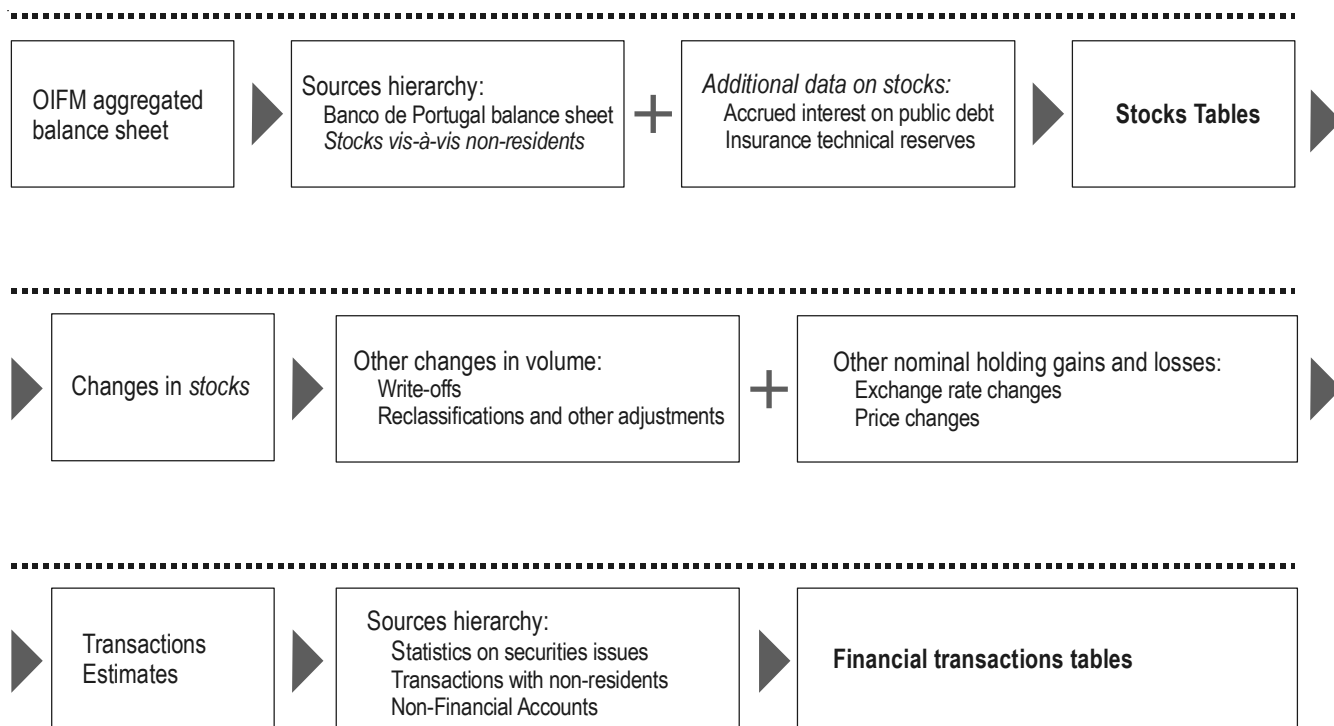 OIFM aggregated
balance sheet
Sources hierarchy:
Banco de Portugal balance sheet
Stocks vis-à-vis non-residents
+
Additional data on stocks:
Accrued interest on public debt
Insurance technical reserves
Stocks Tables
Changes in stocks
Other changes in volume:
Write-offs
Reclassifications and other adjustments
+
Other nominal holding gains and losses:
Exchange rate changes
Price changes
Transactions
Estimates
Sources hierarchy:
Statistics on securities issues
Transactions with non-residents
Non-Financial Accounts
Financial transactions tables